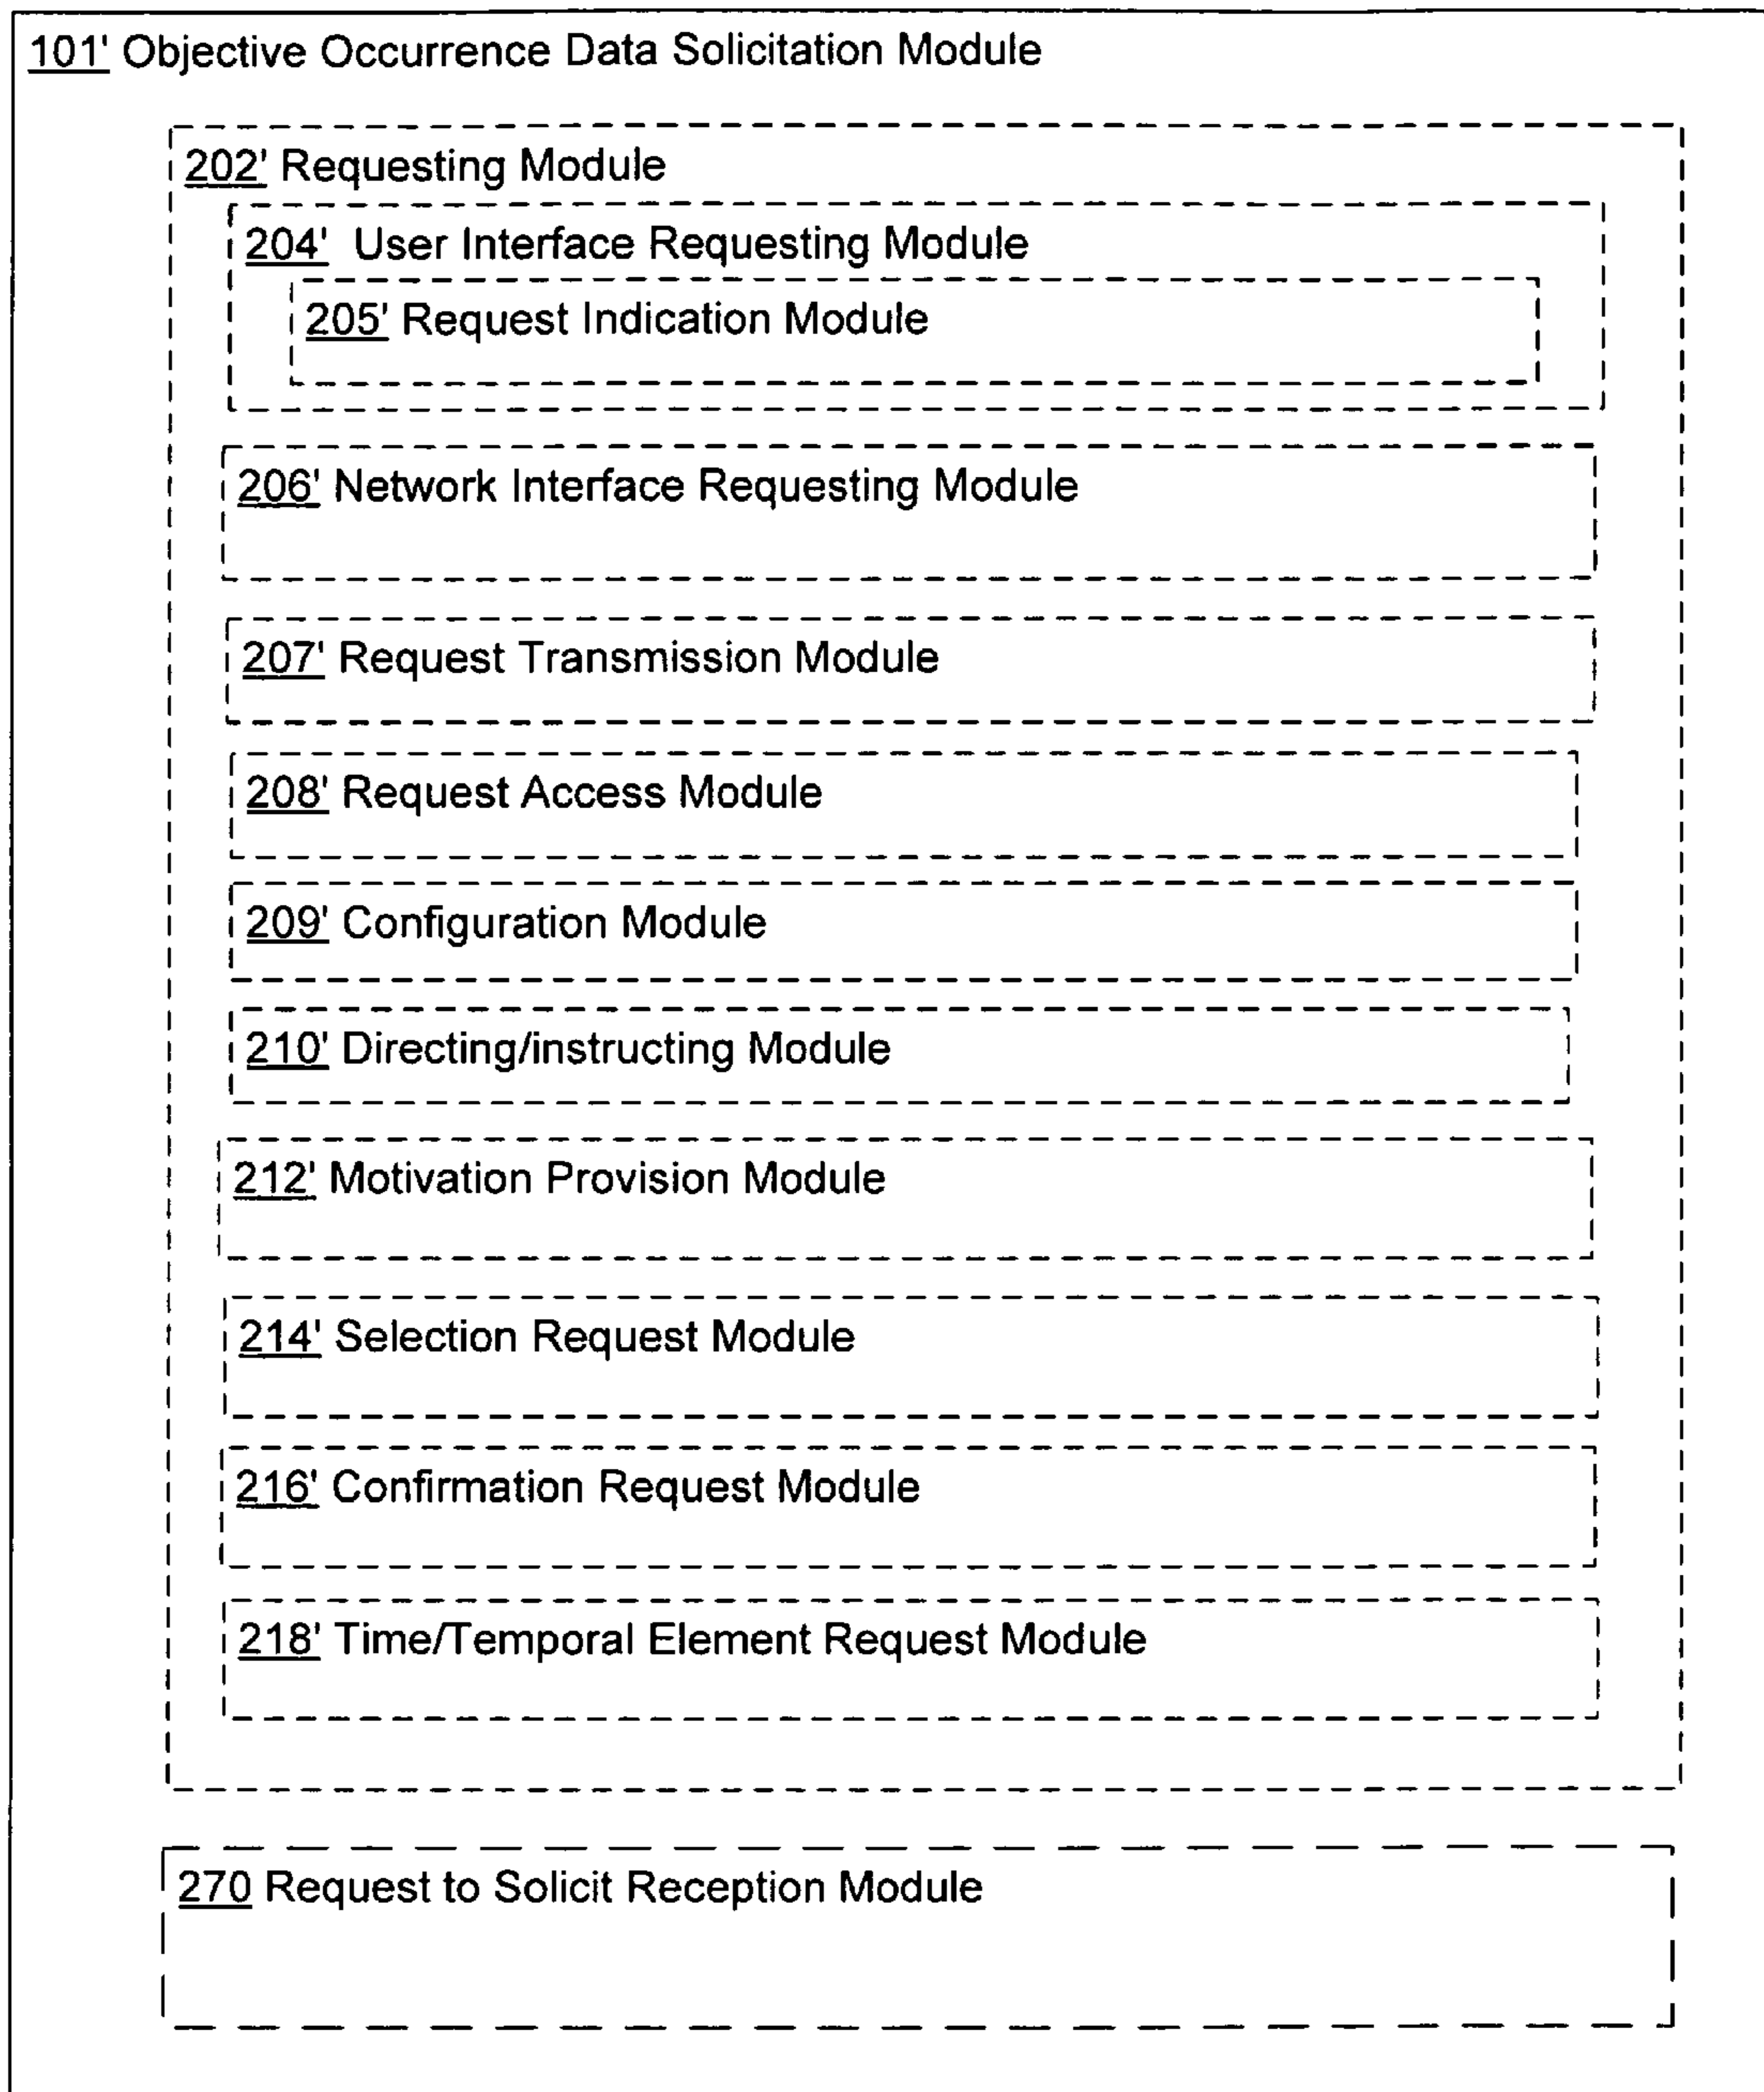 101' Objective Occurrence Data Solicitation Module
202' Requesting Module
204' User Interface Requesting Module
205' Request Indication Module
206' Network Interface Requesting Module
207' Request Transmission Module
208' Request Access Module
209' Configuration Module
210' Directing/instructing Module
212' Motivation Provision Module
214' Selection Request Module
216' Confirmation Request Module
218' Time/Temporal Element Request Module
270 Request to Solicit Reception Module